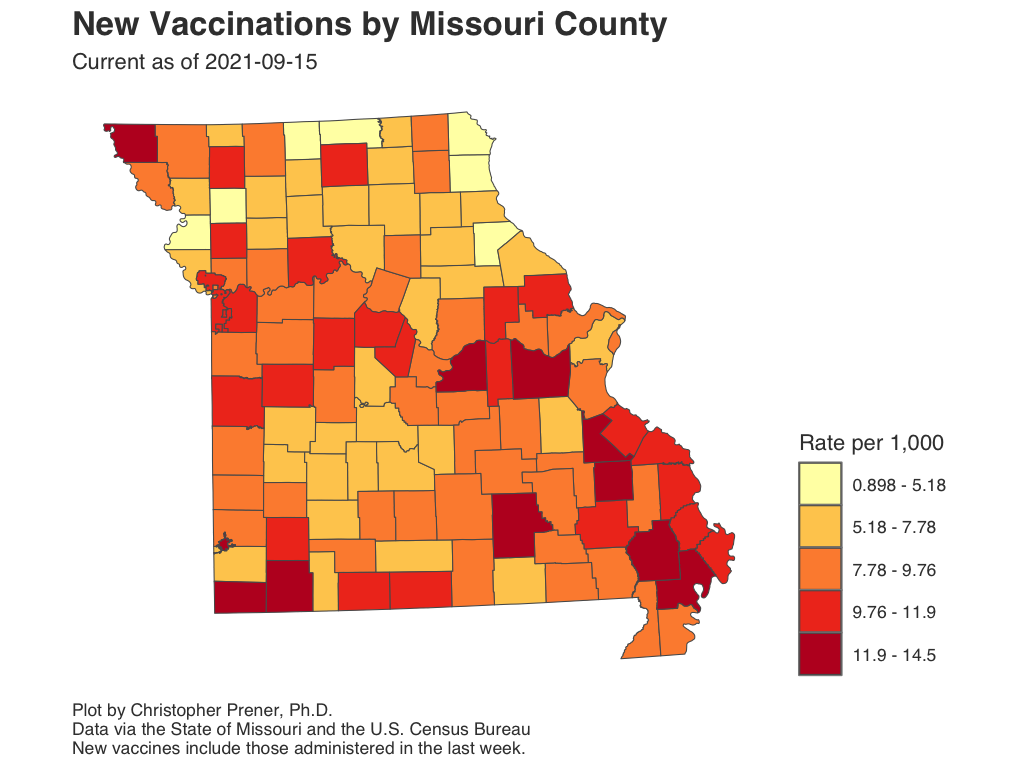 New Vaccinations by Missouri County
Current as of 2021-09-15
Rate per 1,000
0.898 - 5.18
5.18 - 7.78
7.78 - 9.76
9.76 - 11.9
11.9 - 14.5
Plot by Christopher Prener, Ph.D.
Data via the State of Missouri and the U.S. Census Bureau
New vaccines include those administered in the last week.